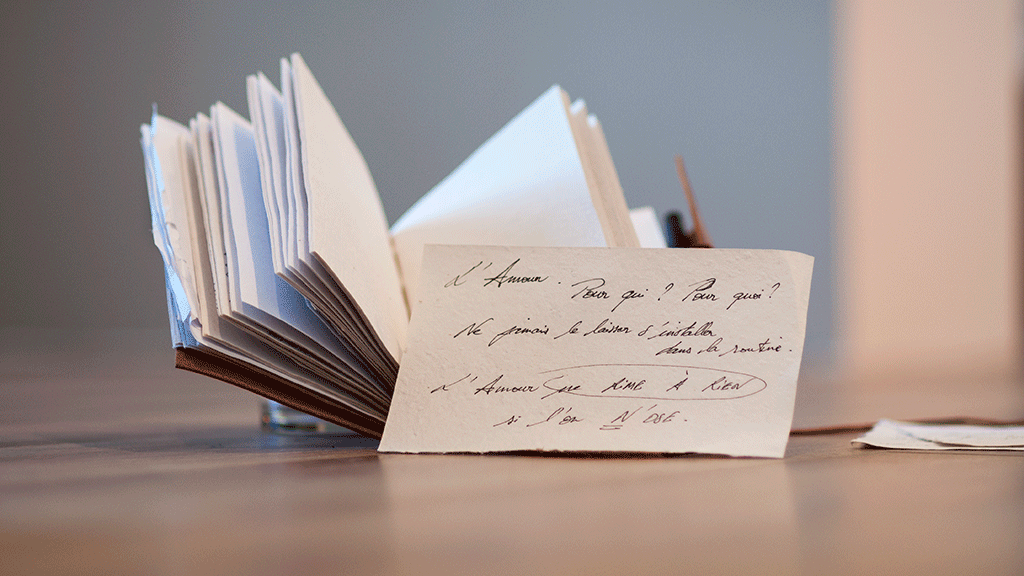 L'Amour. Pour qui ? Pour quoi ?
Ne jamais le laisser s'installer
dans la routine.
L'Amour que RIME À RIEN
si l'on N'OSE.